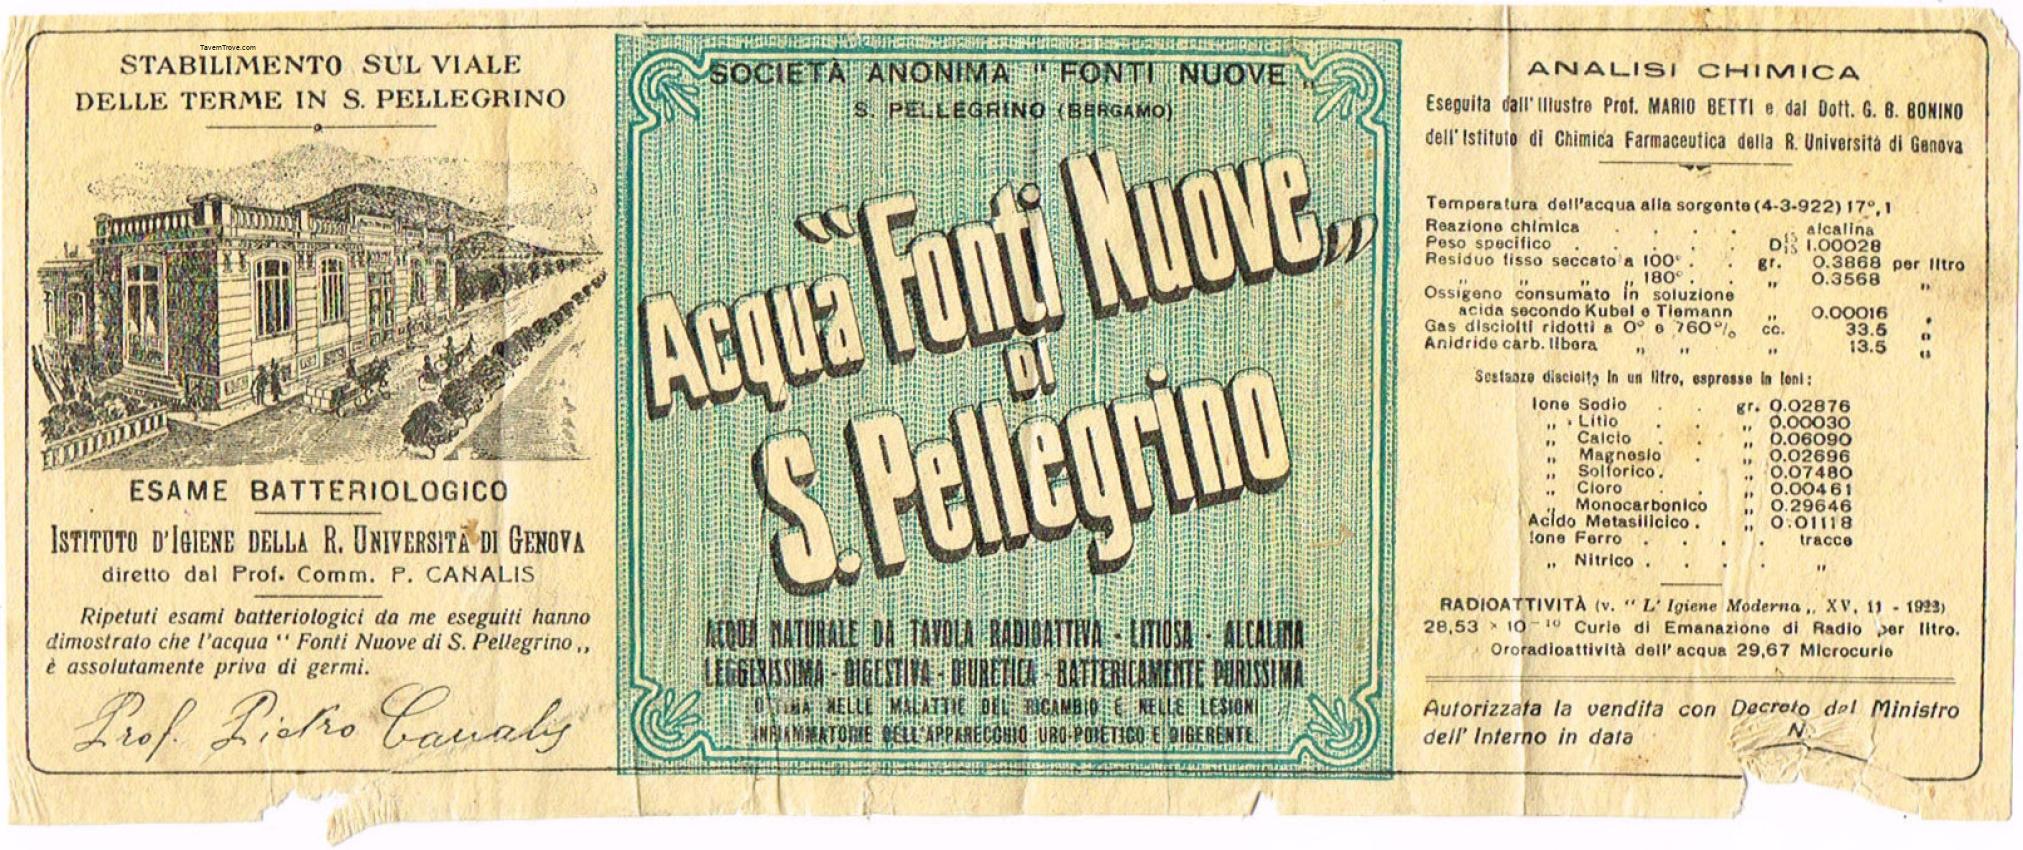 TavernTrove.com
STABILIMENTO SUL VIALE
DELLE TERME IN S. PELLEGRINO
ESAME BATTERIOLOGICO
ISTITUTO D'IGIENE DELLA R. UNIVERSITÀ DI GENOVA
diretto dal Prof. Comm. P. CANALIS
Ripetuti esami batteriologici da me eseguiti hanno
dimostrato che l'acqua “ Fonti Nuove di S. Pellegrino „
è assolutamente priva di germi.
Prof. Pietro Canalis
SOCIETÀ ANONIMA “ FONTI NUOVE „
S. PELLEGRINO (BERGAMO)
Acqua “Fonti Nuove„
DI
S. Pellegrino
ACQUA NATURALE DA TAVOLA RADIOATTIVA - LITIOSA - ALCALINA
LEGGERISSIMA - DIGESTIVA - DIURETICA - BATTERICAMENTE PURISSIMA
OTTIMA NELLE MALATTIE DEL RICAMBIO E NELLE LESIONI
INFIAMMATORIE DELL'APPARECCHIO URO-POIETICO E DIGERENTE.
ANALISI CHIMICA
Eseguita dall'Illustre Prof. MARIO BETTI e dal Dott. G. B. BONINO
dell'Istituto di Chimica Farmaceutica della R. Università di Genova
Temperatura dell'acqua alla sorgente (4-3-922) 17°,1
Reazione chimica . . . . alcalina
Peso specifico . . . . . D 15/15 1.00028
Residuo fisso seccato a 100° . . gr. 0.3868 per litro
„ „ „ „ 180° . . „ 0.3568 „
Ossigeno consumato in soluzione
acida secondo Kubel e Tiemann „ 0.00016 „
Gas disciolti ridotti a 0° e 760°/₀ cc. 33.5 „
Anidride carb. libera „ „ „ 13.5 „
Sostanze disciolte in un litro, espresse in Ioni :
Ione Sodio . . gr. 0.02876
„ Litio . . „ 0.00030
„ Calcio . . „ 0.06090
„ Magnesio . „ 0.02696
„ Solforico . . „ 0.07480
„ Cloro . . „ 0.00461
„ Monocarbonico „ 0.29646
Acido Metasilicico . „ 0.01118
Ione Ferro . . . . tracce
„ Nitrico . . . . „
RADIOATTIVITÀ (v. “ L' Igiene Moderna „ XV, 11 - 1922)
28,53 × 10⁻¹⁰ Curie di Emanazione di Radio per litro.
Ororadioattività dell'acqua 29,67 Microcurie
Autorizzata la vendita con Decreto del Ministro
dell' Interno in data N.